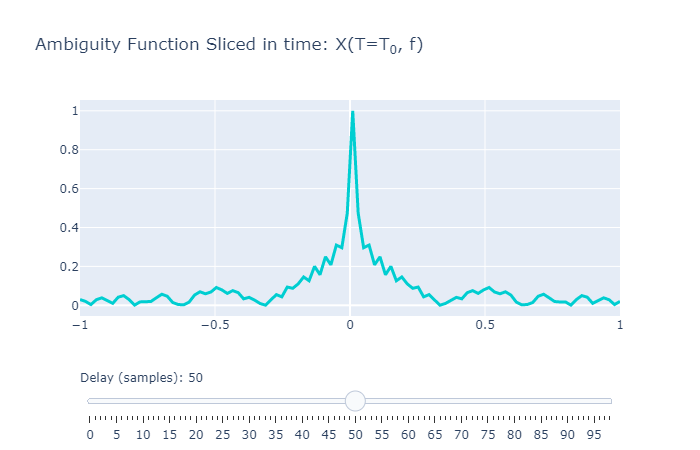 Ambiguity Function Sliced in time: X(T=T₀, f)
1
0.8
0.6
0.4
0.2
0
−1 −0.5 0 0.5 1
Delay (samples): 50
0 5 10 15 20 25 30 35 40 45 50 55 60 65 70 75 80 85 90 95